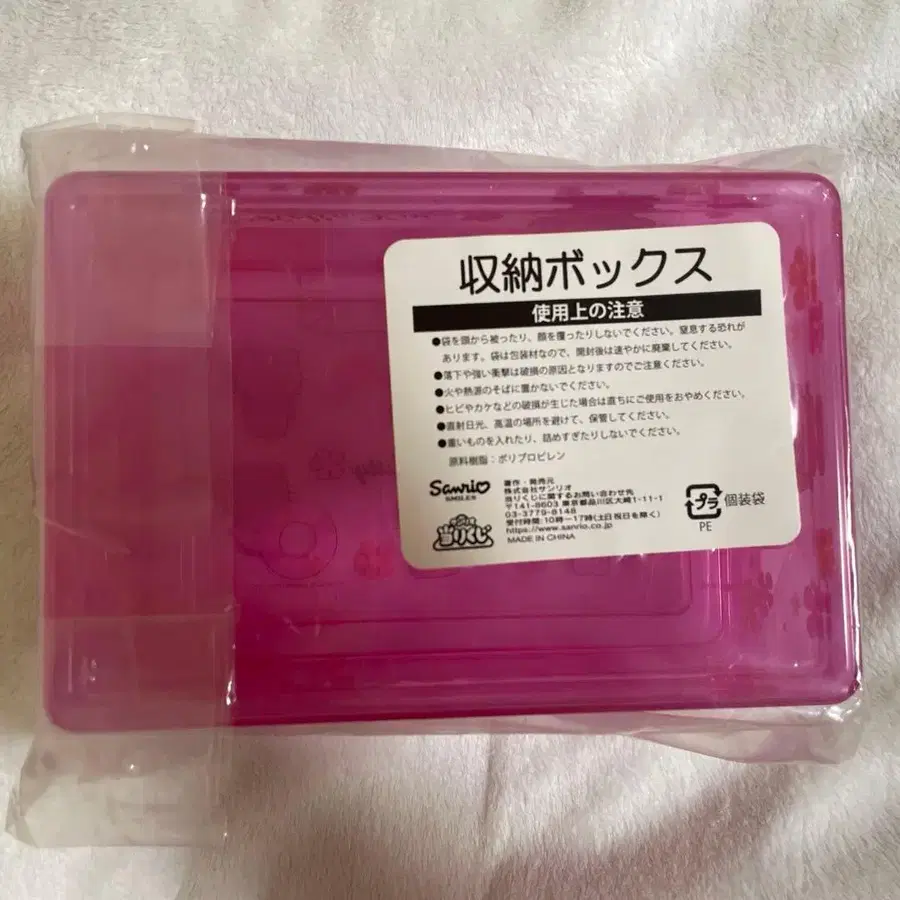 収納ボックス
使用上の注意
●袋を頭から被ったり、顔を覆ったりしないでください。窒息する恐れが
あります。袋は包装材なので、開封後は速やかに廃棄してください。
●落下や強い衝撃は破損の原因となりますのでご注意ください。
●火や熱源のそばに置かないでください。
●ヒビやカケなどの破損が生じた場合は直ちにご使用をおやめください。
●直射日光、高温の場所を避けて、保管してください。
●重いものを入れたり、詰めすぎたりしないでください。
原料樹脂:ポリプロピレン
Sanrio
SMILES
当りくじ
著作・発売元
株式会社サンリオ
当りくじに関するお問い合わせ先
〒141-8603 東京都品川区大崎1-11-1
03-3779-8148
受付時間:10時ー17時(土日祝日を除く)
https://www.sanrio.co.jp
MADE IN CHINA
プラ
個装袋
PE